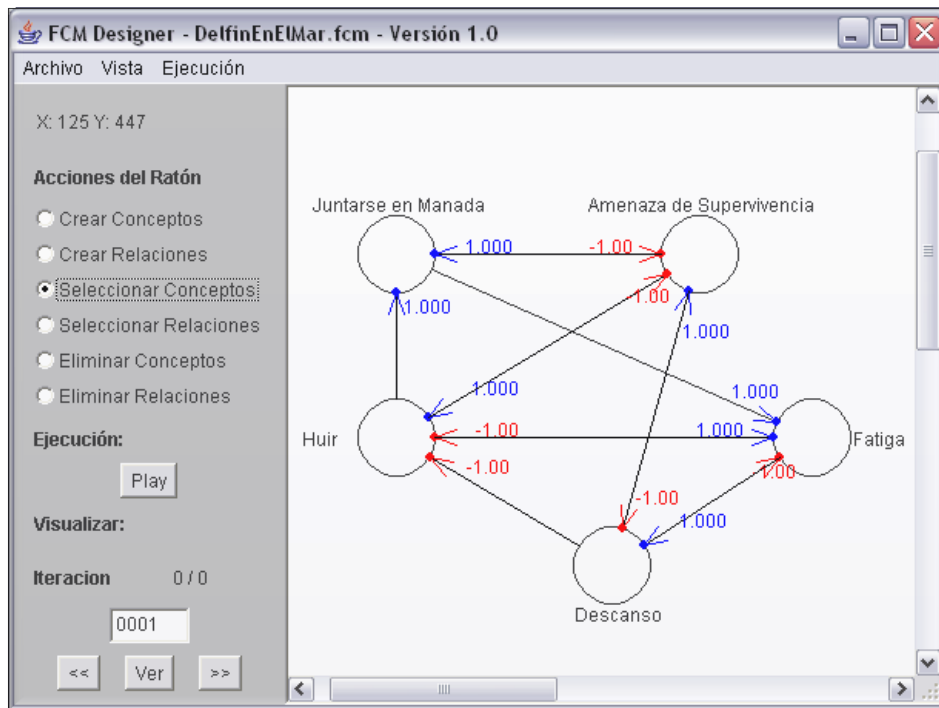 FCM Designer - DelfinEnElMar.fcm - Versión 1.0
Archivo Vista Ejecución
X: 125 Y: 447
Acciones del Ratón
Crear Conceptos
Crear Relaciones
Seleccionar Conceptos
Seleccionar Relaciones
Eliminar Conceptos
Eliminar Relaciones
Ejecución:
Play
Visualizar:
Iteracion 0 / 0
0001
<< Ver >>
Juntarse en Manada Amenaza de Supervivencia
1.000 -1.00
-1.00
1.000
1.000
1.000 1.000
Huir -1.00 1.000 Fatiga
-1.00 1.00
-1.00
1.000
Descanso